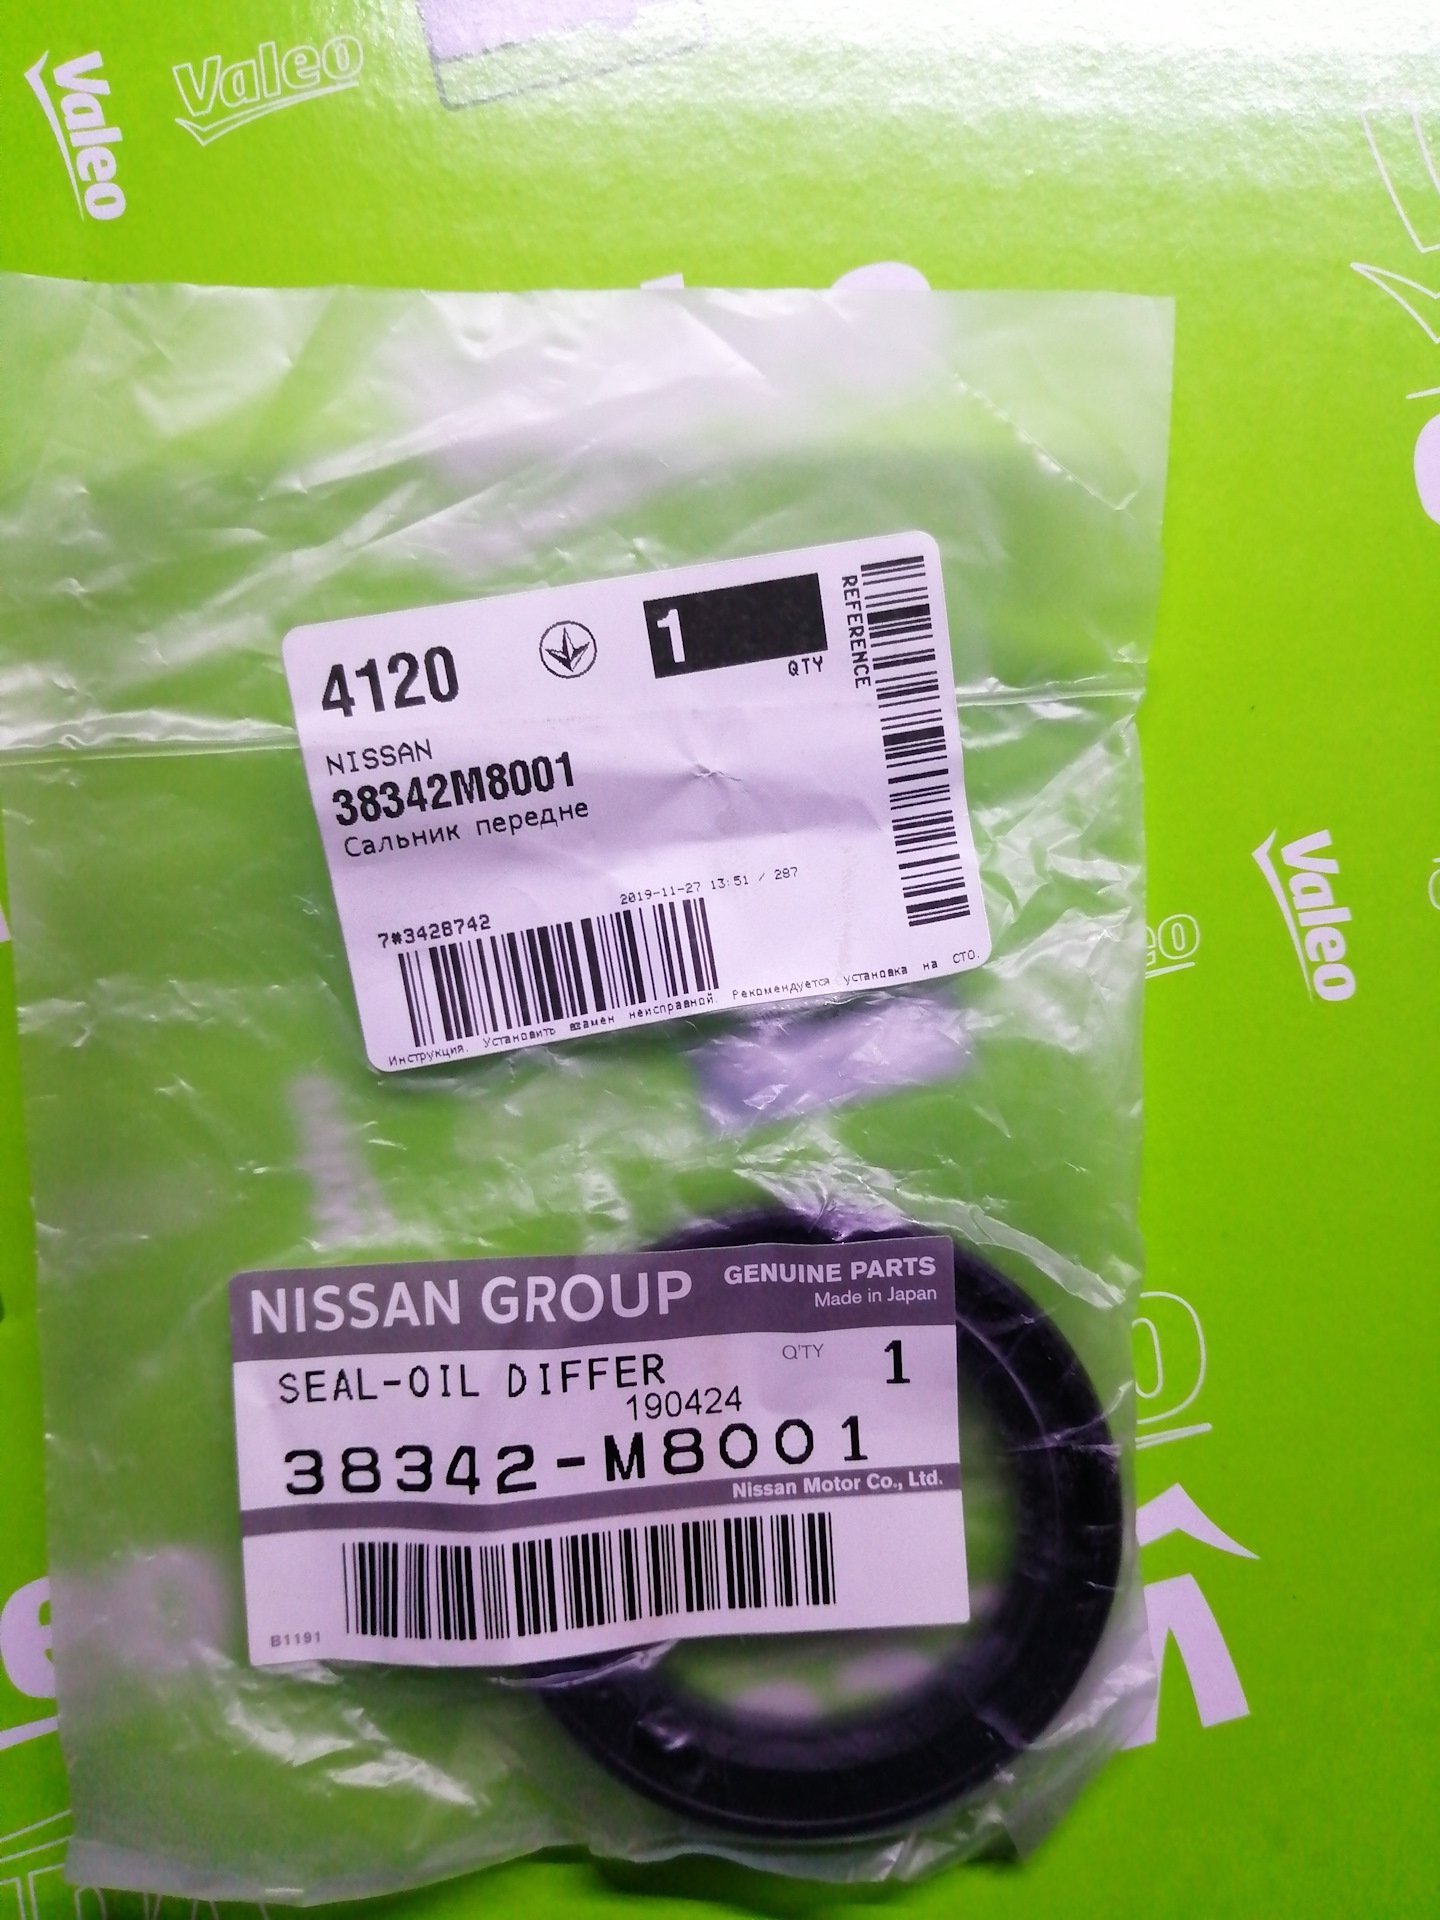 Valeo
Valeo
4120
1
QTY
REFERENCE
NISSAN
38342M8001
Сальник передне
2019-11-27 13:51 / 287
7#3428742
Инструкция. Установить взамен неисправной. Рекомендуется установка на СТО.
Valeo
eo
NISSAN GROUP
GENUINE PARTS
Made in Japan
SEAL-OIL DIFFER
Q'TY
1
190424
38342-M8001
Nissan Motor Co., Ltd.
B1191